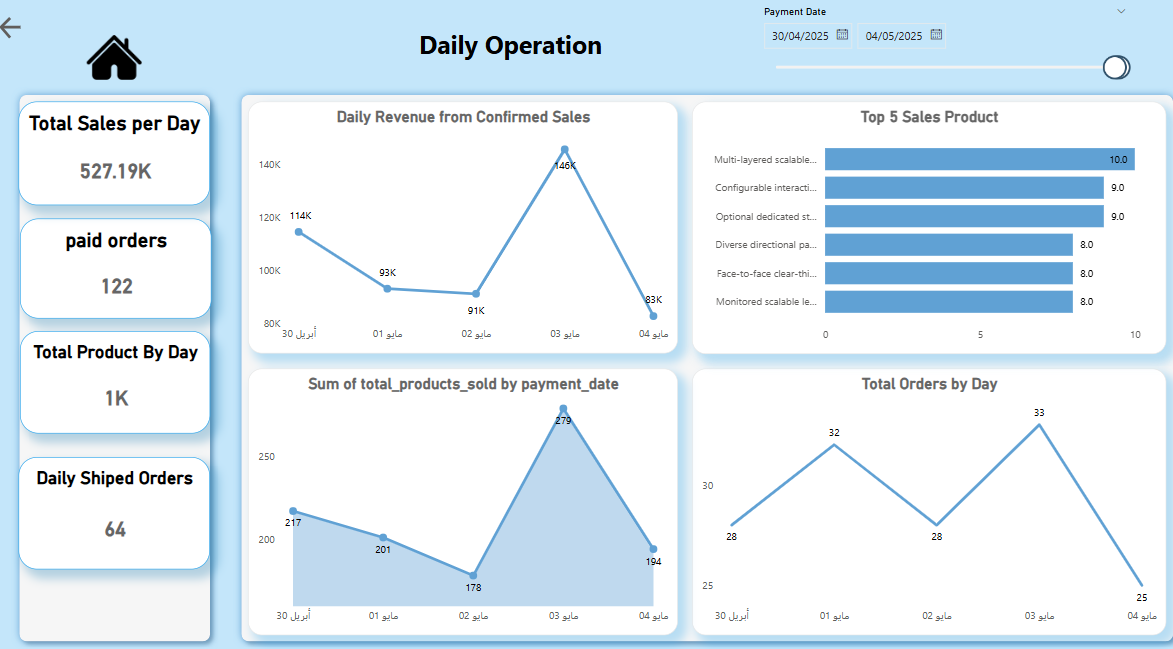 Daily Operation
Payment Date
30/04/2025
04/05/2025
Total Sales per Day
527.19K
paid orders
122
Total Product By Day
1K
Daily Shiped Orders
64
Daily Revenue from Confirmed Sales
140K
120K
100K
80K
114K
93K
91K
146K
83K
30 أبريل
01 مايو
02 مايو
03 مايو
04 مايو
Top 5 Sales Product
Multi-layered scalable... 10.0
Configurable interacti... 9.0
Optional dedicated st... 9.0
Diverse directional pa... 8.0
Face-to-face clear-thi... 8.0
Monitored scalable le... 8.0
0 5 10
Sum of total_products_sold by payment_date
250
200
217
201
178
279
194
30 أبريل
01 مايو
02 مايو
03 مايو
04 مايو
Total Orders by Day
30
25
28
32
28
33
25
30 أبريل
01 مايو
02 مايو
03 مايو
04 مايو